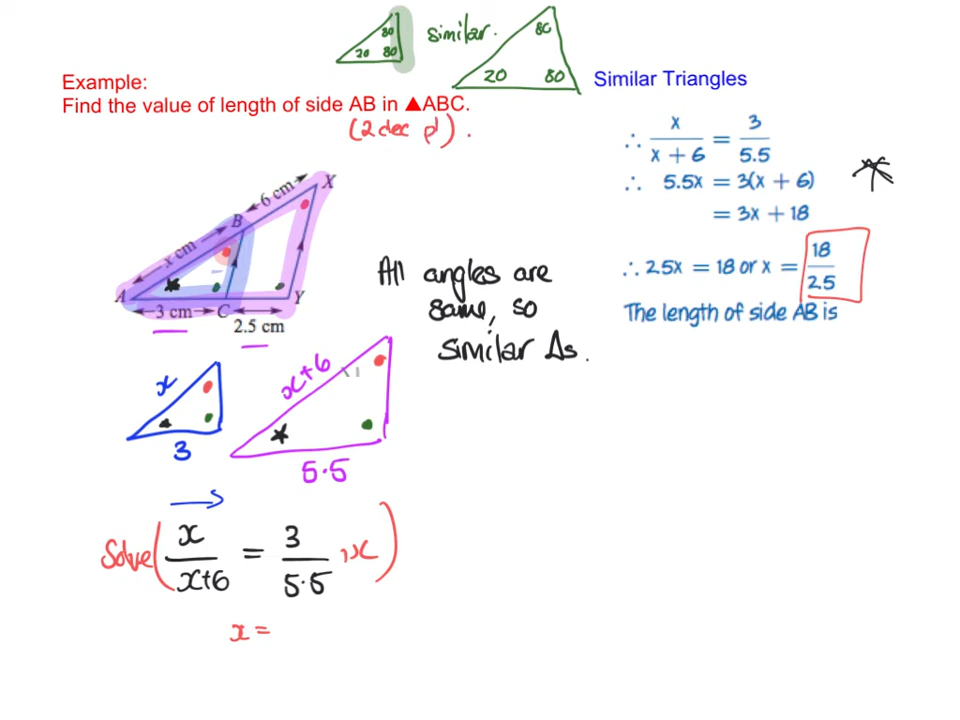 80
20 80
similar.
80
20 80
Similar Triangles
Example:
Find the value of length of side AB in ▲ABC.
(2 dec pl).
6 cm
X
B
x cm
A
3 cm
C
Y
2.5 cm
All angles are
same, so
similar Δs.
x
3
x+6
5.5
Solve( x/x+6 = 3/5.5 ,x)
x =
∴ x/x + 6 = 3/5.5
∴ 5.5x = 3(x + 6)
= 3x + 18
∴ 2.5x = 18 or x = 18/2.5
The length of side AB is